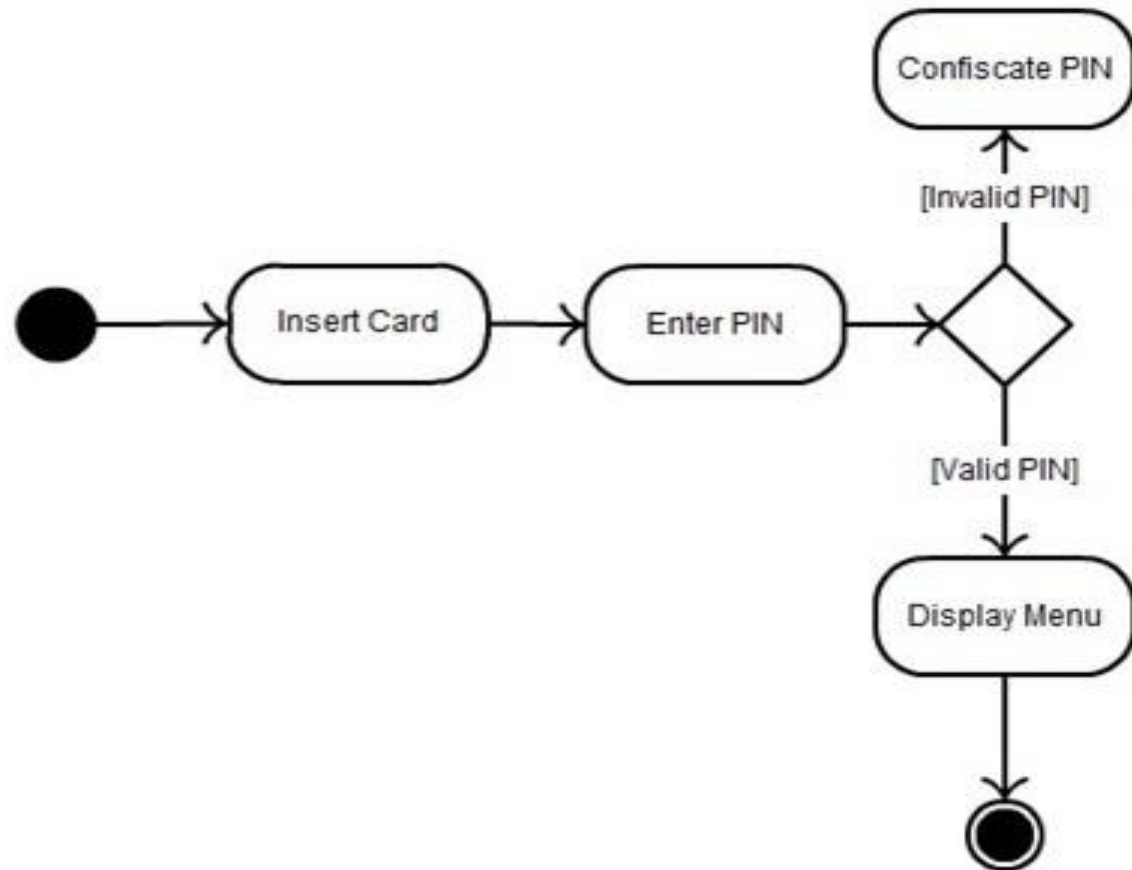 Confiscate PIN
[Invalid PIN]
Insert Card
Enter PIN
[Valid PIN]
Display Menu